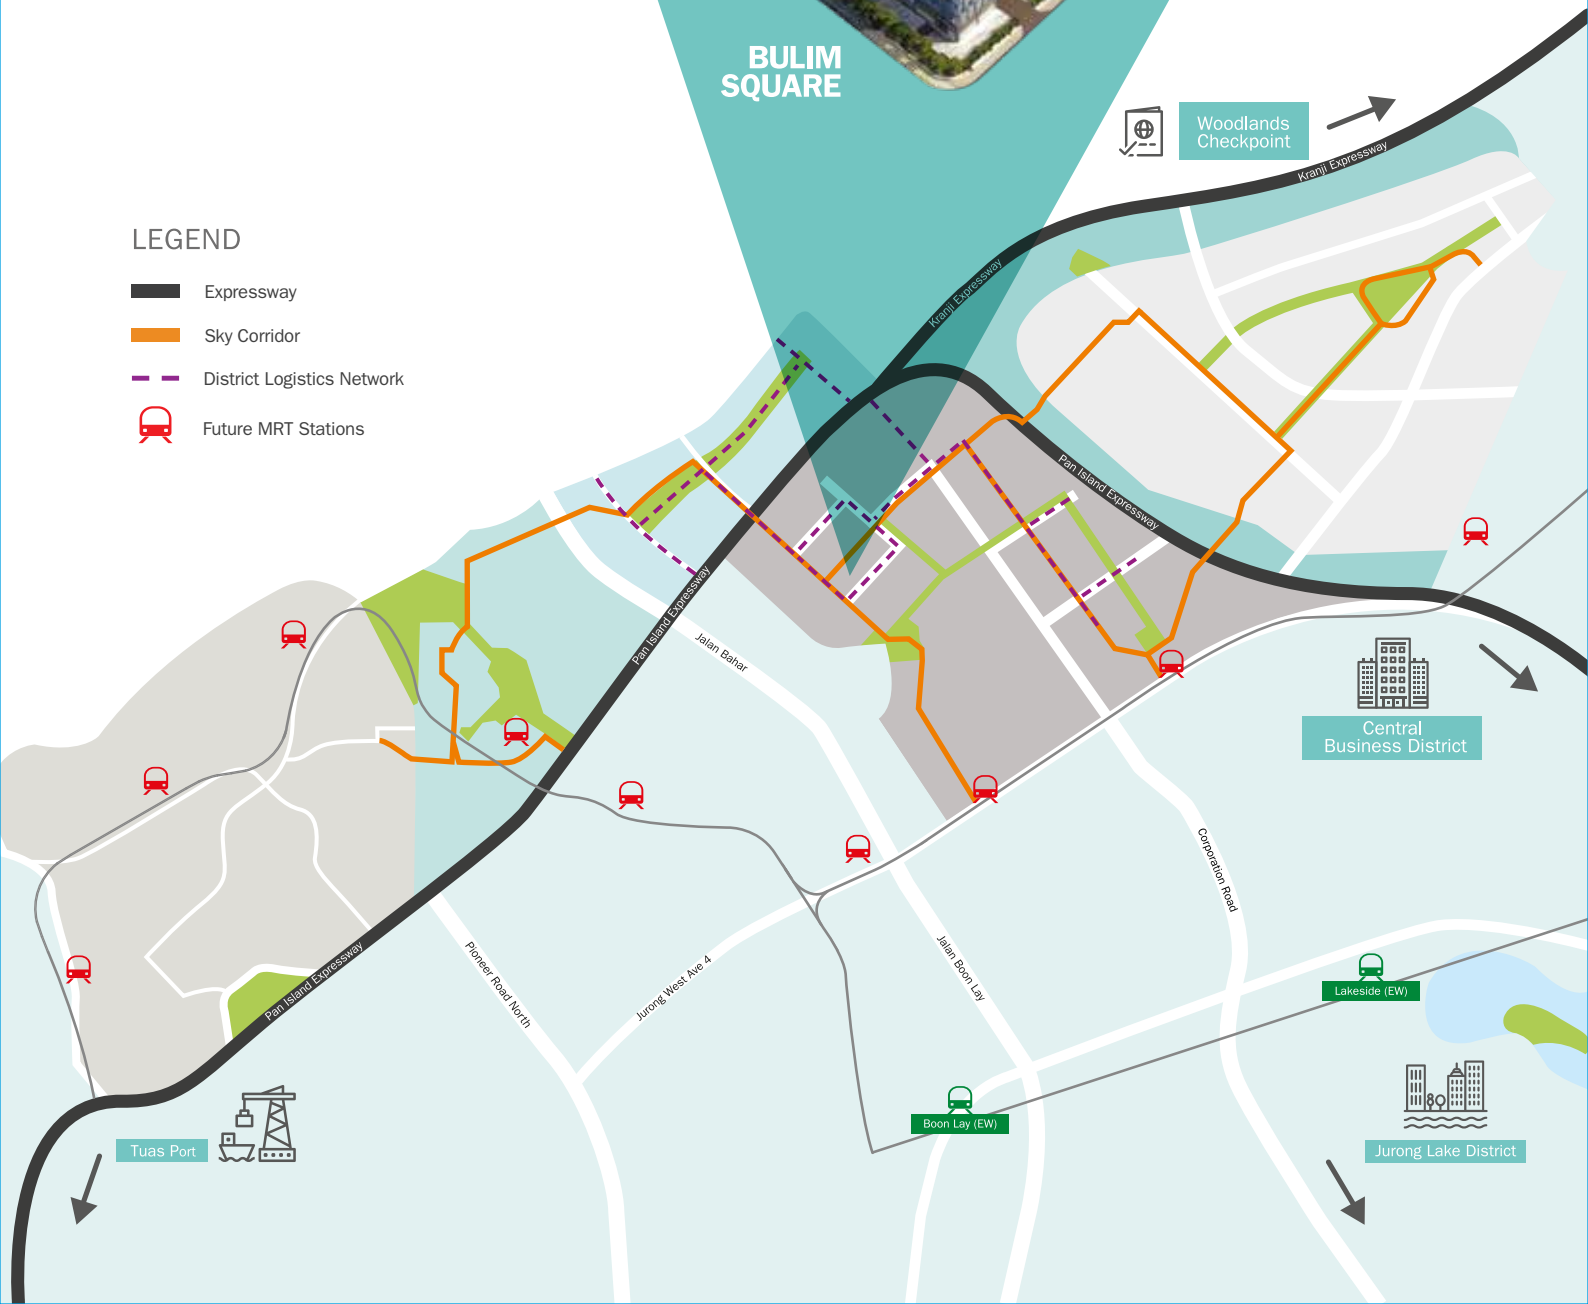 BULIM
SQUARE
Woodlands
Checkpoint
Kranji Expressway
LEGEND
Expressway
Sky Corridor
District Logistics Network
Future MRT Stations
Kranji Expressway
Pan Island Expressway
Pan Island Expressway
Jalan Bahar
Central
Business District
Corporation Road
Pan Island Expressway
Pioneer Road North
Jurong West Ave 4
Jalan Boon Lay
Lakeside (EW)
Boon Lay (EW)
Tuas Port
Jurong Lake District